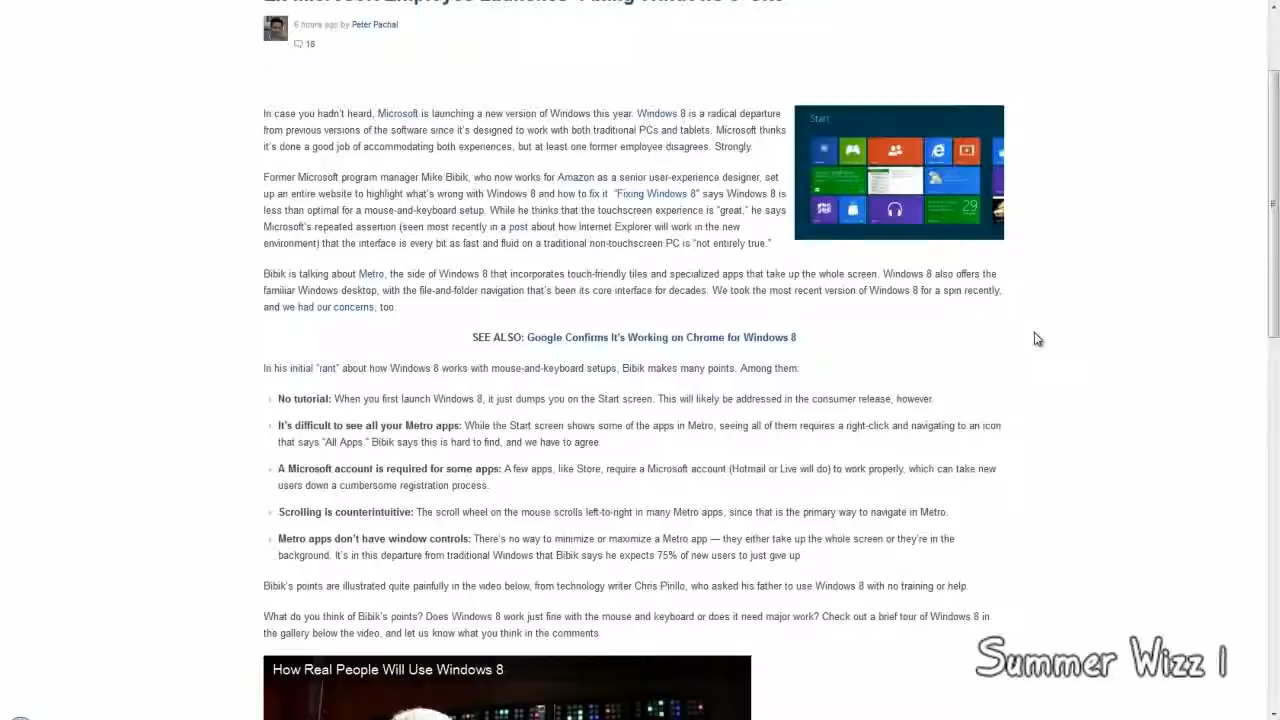 6 hours ago by Peter Pachal
18
In case you hadn't heard, Microsoft is launching a new version of Windows this year. Windows 8 is a radical departure
from previous versions of the software since it's designed to work with both traditional PCs and tablets. Microsoft thinks
it's done a good job of accommodating both experiences, but at least one former employee disagrees. Strongly.
Start
29
Former Microsoft program manager Mike Bibik, who now works for Amazon as a senior user-experience designer, set
up an entire website to highlight what's wrong with Windows 8 and how to fix it "Fixing Windows 8" says Windows 8 is
less than optimal for a mouse-and-keyboard setup. While he thinks that the touchscreen experience is "great," he says
Microsoft's repeated assertion (seen most recently in a post about how Internet Explorer will work in the new
environment) that the interface is every bit as fast and fluid on a traditional non-touchscreen PC is "not entirely true."
Bibik is talking about Metro, the side of Windows 8 that incorporates touch-friendly tiles and specialized apps that take up the whole screen. Windows 8 also offers the
familiar Windows desktop, with the file-and-folder navigation that's been its core interface for decades. We took the most recent version of Windows 8 for a spin recently,
and we had our concerns, too.
SEE ALSO: Google Confirms It's Working on Chrome for Windows 8
In his initial "rant" about how Windows 8 works with mouse-and-keyboard setups, Bibik makes many points. Among them:
No tutorial: When you first launch Windows 8, it just dumps you on the Start screen. This will likely be addressed in the consumer release, however.
It's difficult to see all your Metro apps: While the Start screen shows some of the apps in Metro, seeing all of them requires a right-click and navigating to an icon
that says "All Apps." Bibik says this is hard to find, and we have to agree
A Microsoft account is required for some apps: A few apps, like Store, require a Microsoft account (Hotmail or Live will do) to work properly, which can take new
users down a cumbersome registration process.
Scrolling is counterintuitive: The scroll wheel on the mouse scrolls left-to-right in many Metro apps, since that is the primary way to navigate in Metro.
Metro apps don't have window controls: There's no way to minimize or maximize a Metro app — they either take up the whole screen or they're in the
background. It's in this departure from traditional Windows that Bibik says he expects 75% of new users to just give up
Bibik's points are illustrated quite painfully in the video below, from technology writer Chris Pirillo, who asked his father to use Windows 8 with no training or help.
What do you think of Bibik's points? Does Windows 8 work just fine with the mouse and keyboard or does it need major work? Check out a brief tour of Windows 8 in
the gallery below the video, and let us know what you think in the comments
Summer Wizz 1
How Real People Will Use Windows 8